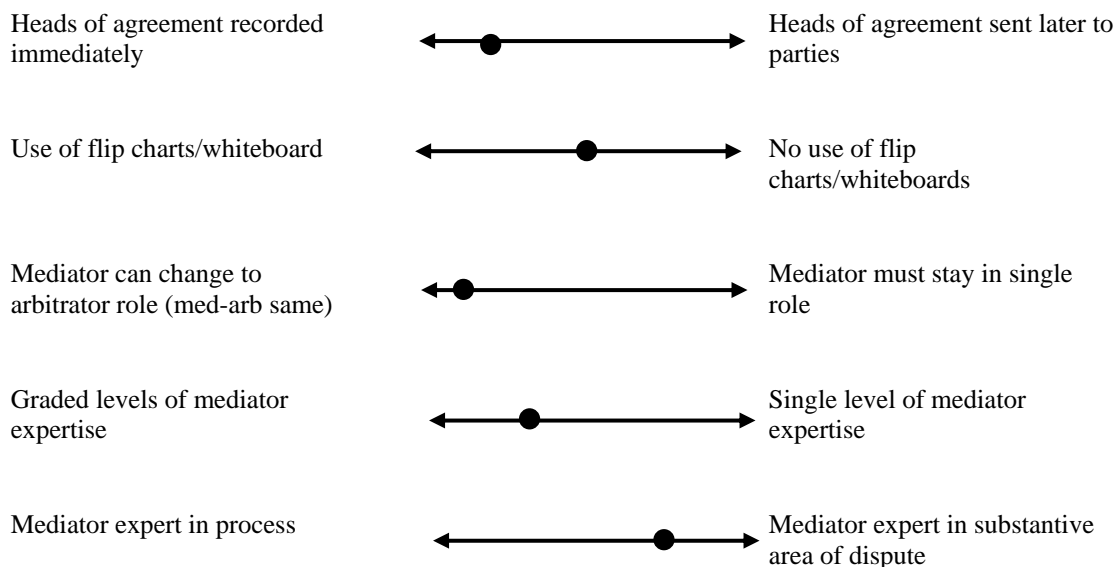 Heads of agreement recorded
immediately
Heads of agreement sent later to
parties
Use of flip charts/whiteboard
No use of flip
charts/whiteboards
Mediator can change to
arbitrator role (med-arb same)
Mediator must stay in single
role
Graded levels of mediator
expertise
Single level of mediator
expertise
Mediator expert in process
Mediator expert in substantive
area of dispute